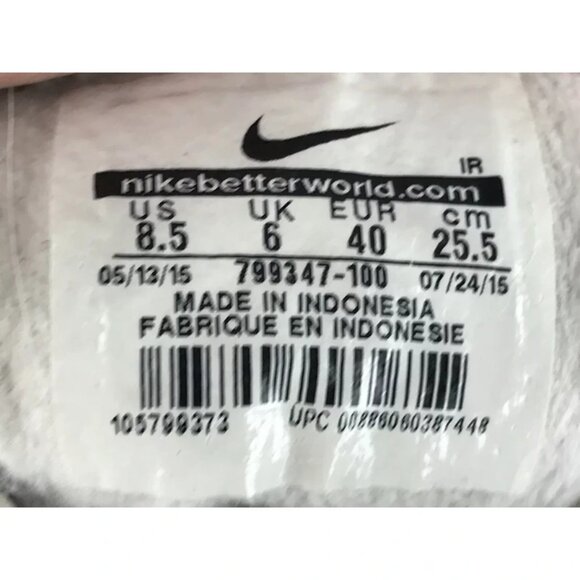 IR
nikebetterworld.com
US UK EUR cm
8.5 6 40 25.5
05/13/15 799347-100 07/24/15
MADE IN INDONESIA
FABRIQUE EN INDONESIE
105799373 UPC 00886060387448